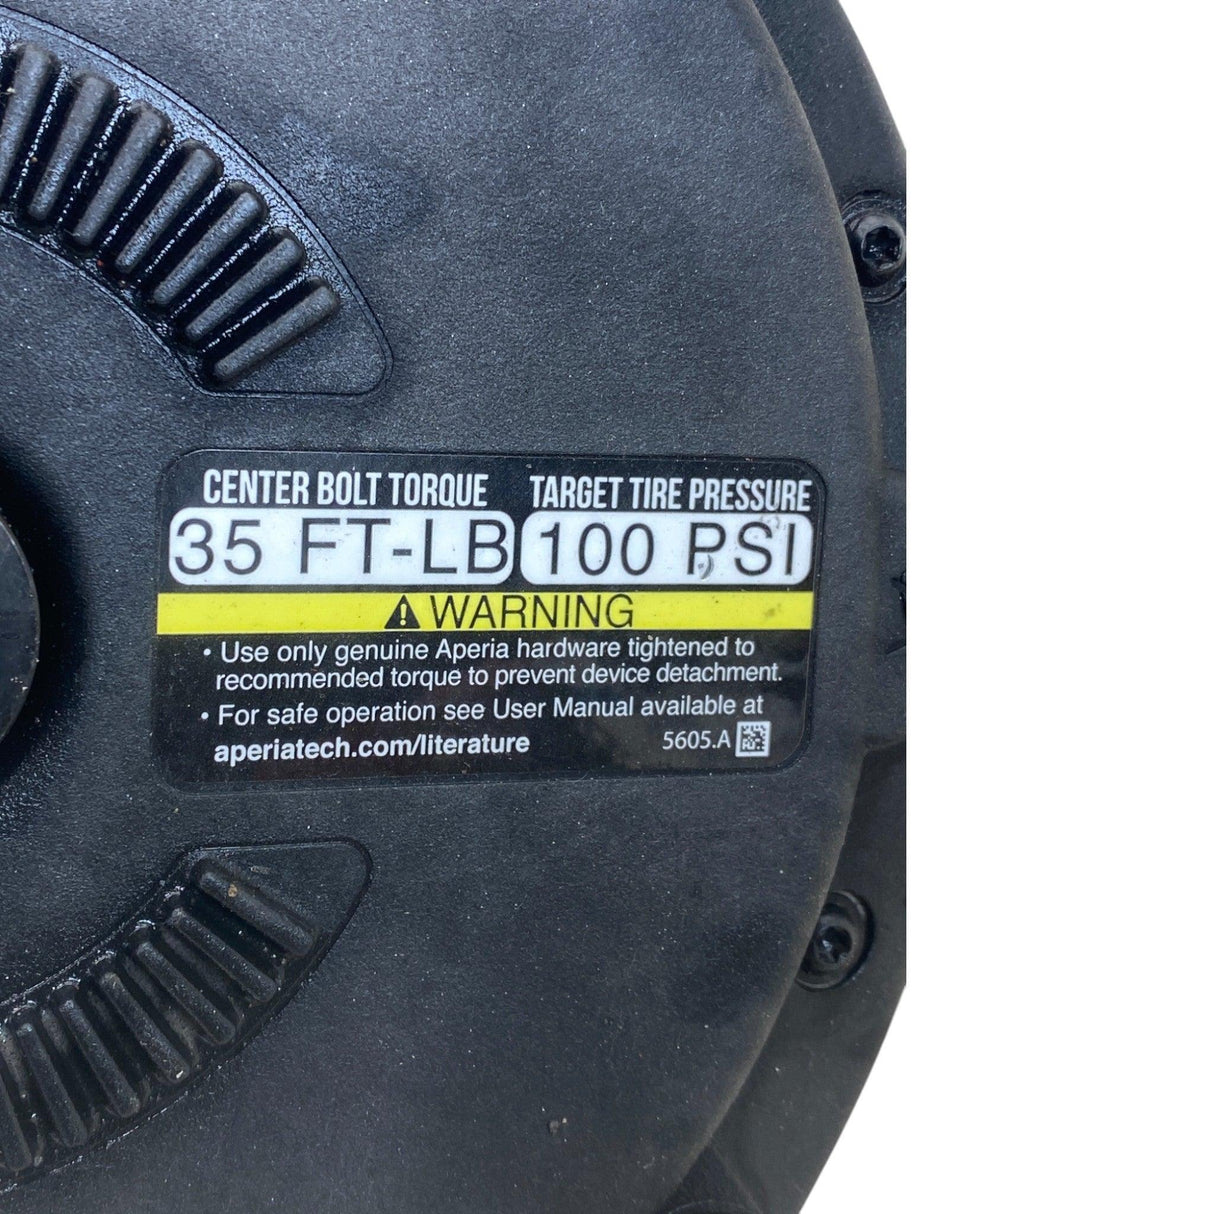 CENTER BOLT TORQUE TARGET TIRE PRESSURE
35 FT-LB 100 PSI
WARNING
• Use only genuine Aperia hardware tightened to
recommended torque to prevent device detachment.
• For safe operation see User Manual available at
aperiatech.com/literature 5605.A